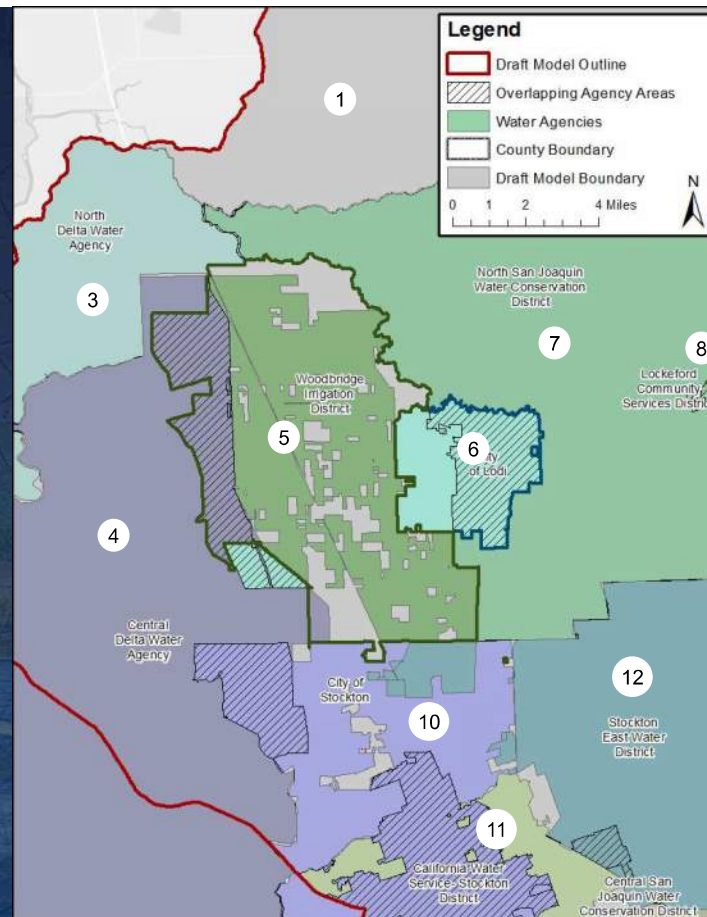 Legend
Draft Model Outline
Overlapping Agency Areas
Water Agencies
County Boundary
Draft Model Boundary
0 1 2 4 Miles
N
1
North
Delta Water
Agency
3
North San Joaquin
Water Conservation
District
7
8
Lockeford
Community
Services Distric
Woodbridge
Irrigation
District
5
6
ty
of Lodi
4
Central
Delta Water
Agency
City of
Stockton
10
12
Stockton
East Water
District
11
California Water
Service-Stockton
District
Central San
Joaquin Water
Conservation District